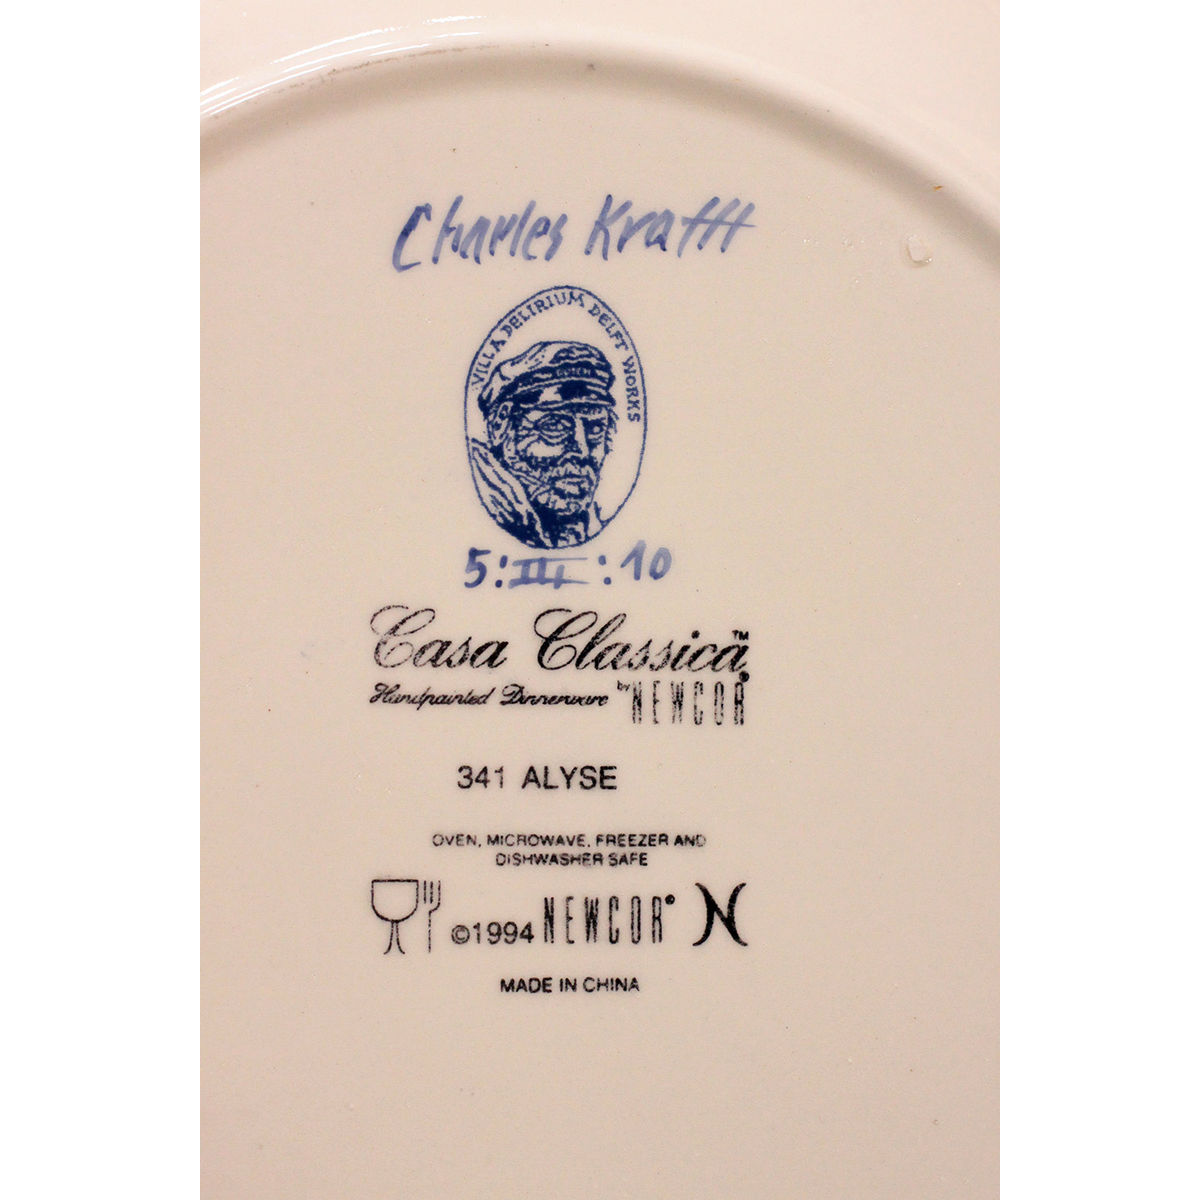 Charles Krafft
VILLA DELIRIUM DELFT WORKS
5:III:10
Casa Classica™
Handpainted Dinnerware by NEWCOR®
341 ALYSE
OVEN, MICROWAVE, FREEZER AND
DISHWASHER SAFE
©1994 NEWCOR® N
MADE IN CHINA